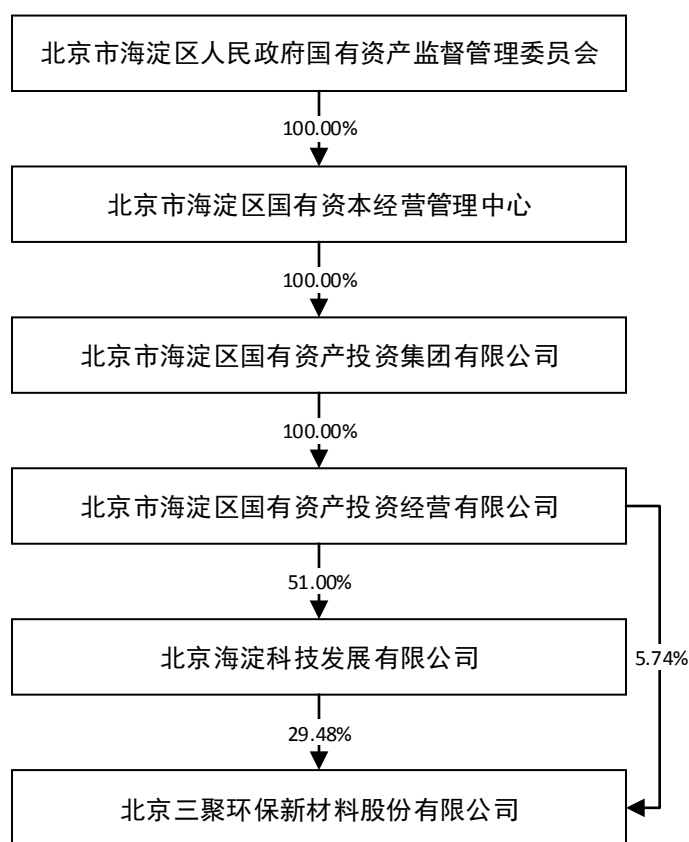 北京市海淀区人民政府国有资产监督管理委员会
100.00%
北京市海淀区国有资本经营管理中心
100.00%
北京市海淀区国有资产投资集团有限公司
100.00%
北京市海淀区国有资产投资经营有限公司
51.00%
北京海淀科技发展有限公司
5.74%
29.48%
北京三聚环保新材料股份有限公司